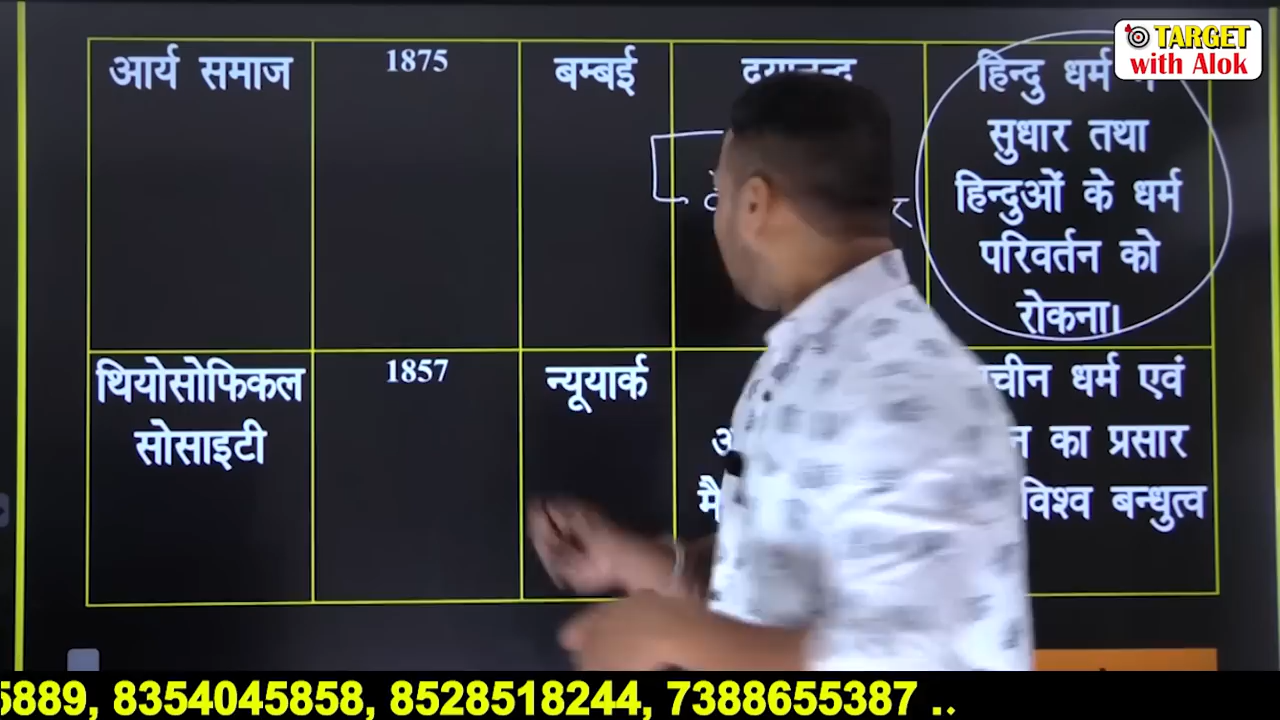 TARGET
with Alok
आर्य समाज
1875
बम्बई
हिन्दु धर्म
सुधार तथा
हिन्दुओं के धर्म
परिवर्तन को
रोकना।
थियोसोफिकल
सोसाइटी
1857
न्यूयार्क
धर्म एवं
का प्रसार
विश्व बन्धुत्व
5889, 8354045858, 8528518244, 7388655387 ..